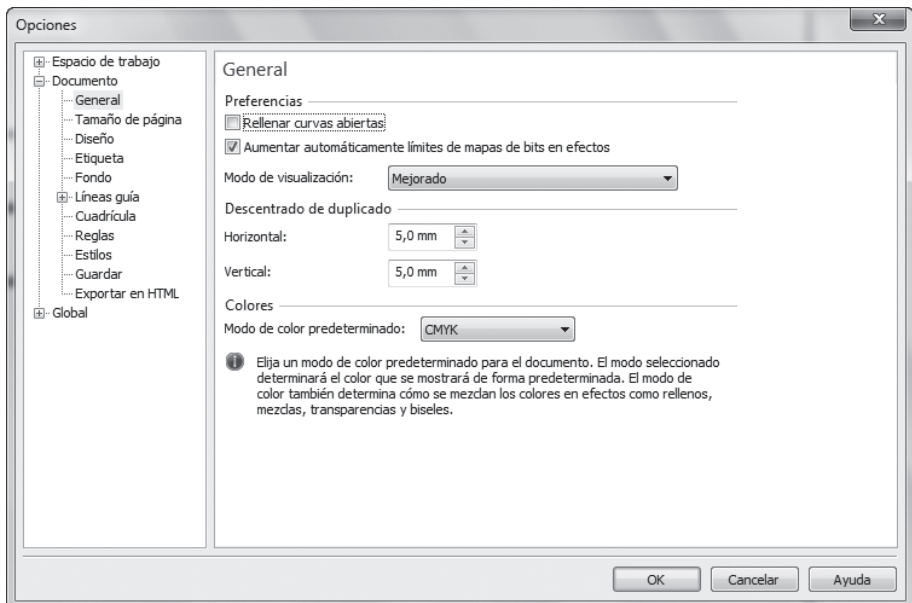 Opciones
X
Espacio de trabajo
Documento
General
Tamaño de página
Diseño
Etiqueta
Fondo
Líneas guía
Cuadrícula
Reglas
Estilos
Guardar
Exportar en HTML
Global
General
Preferencias
Rellenar curvas abiertas
Aumentar automáticamente límites de mapas de bits en efectos
Modo de visualización: Mejorado
Descentrado de duplicado
Horizontal: 5,0 mm
Vertical: 5,0 mm
Colores
Modo de color predeterminado: CMYK
Elija un modo de color predeterminado para el documento. El modo seleccionado
determinará el color que se mostrará de forma predeterminada. El modo de
color también determina cómo se mezclan los colores en efectos como rellenos,
mezclas, transparencias y biseles.
OK Cancelar Ayuda